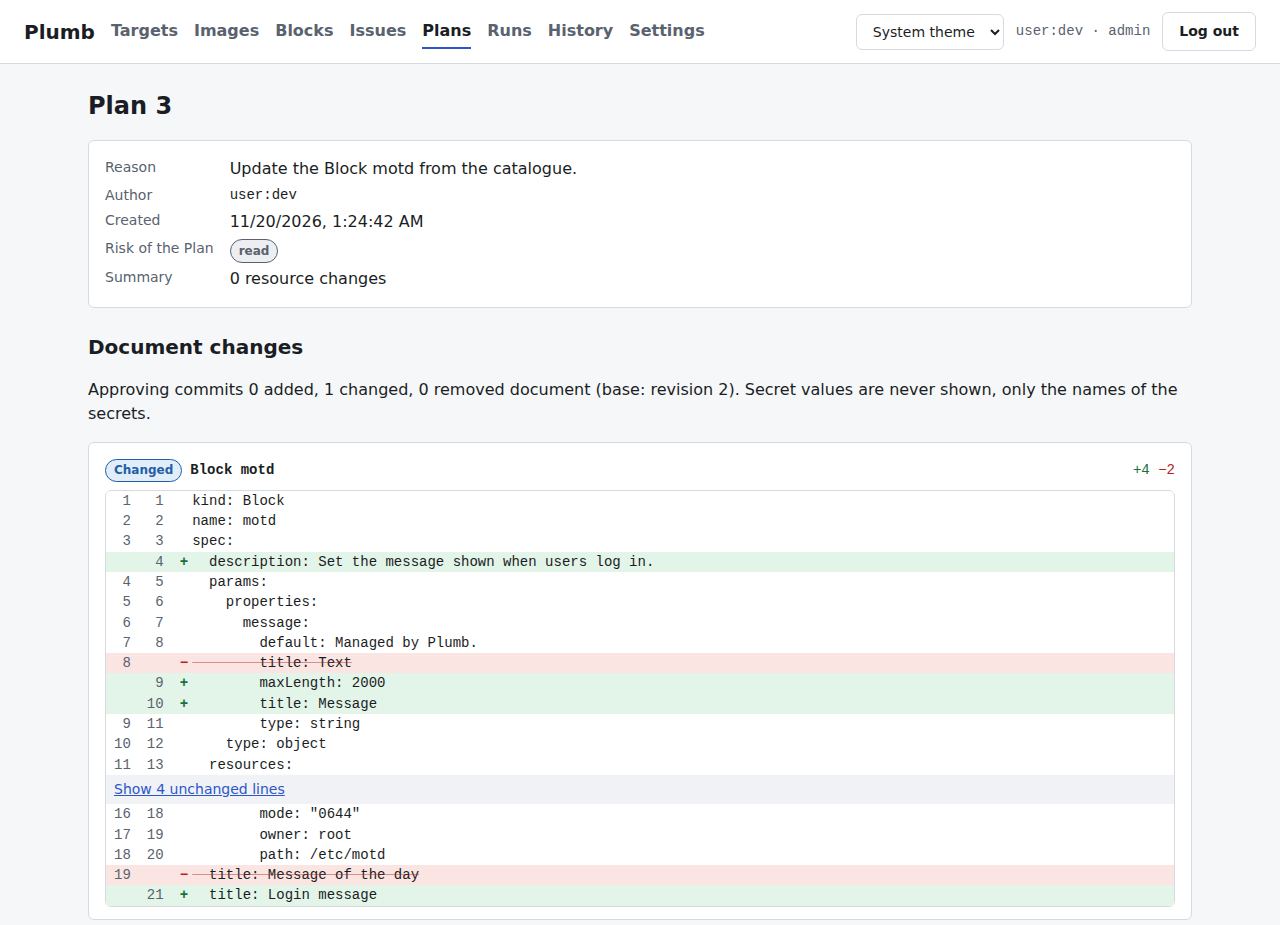 Plumb Targets Images Blocks Issues Plans Runs History Settings System theme user:dev · admin Log out
Plan 3
Reason Update the Block motd from the catalogue.
Author user:dev
Created 11/20/2026, 1:24:42 AM
Risk of the Plan read
Summary 0 resource changes
Document changes
Approving commits 0 added, 1 changed, 0 removed document (base: revision 2). Secret values are never shown, only the names of the
secrets.
Changed Block motd +4 −2
1 1 kind: Block
2 2 name: motd
3 3 spec:
4 + description: Set the message shown when users log in.
4 5 params:
5 6 properties:
6 7 message:
7 8 default: Managed by Plumb.
8 − title: Text
9 + maxLength: 2000
10 + title: Message
9 11 type: string
10 12 type: object
11 13 resources:
Show 4 unchanged lines
16 18 mode: "0644"
17 19 owner: root
18 20 path: /etc/motd
19 − title: Message of the day
21 + title: Login message